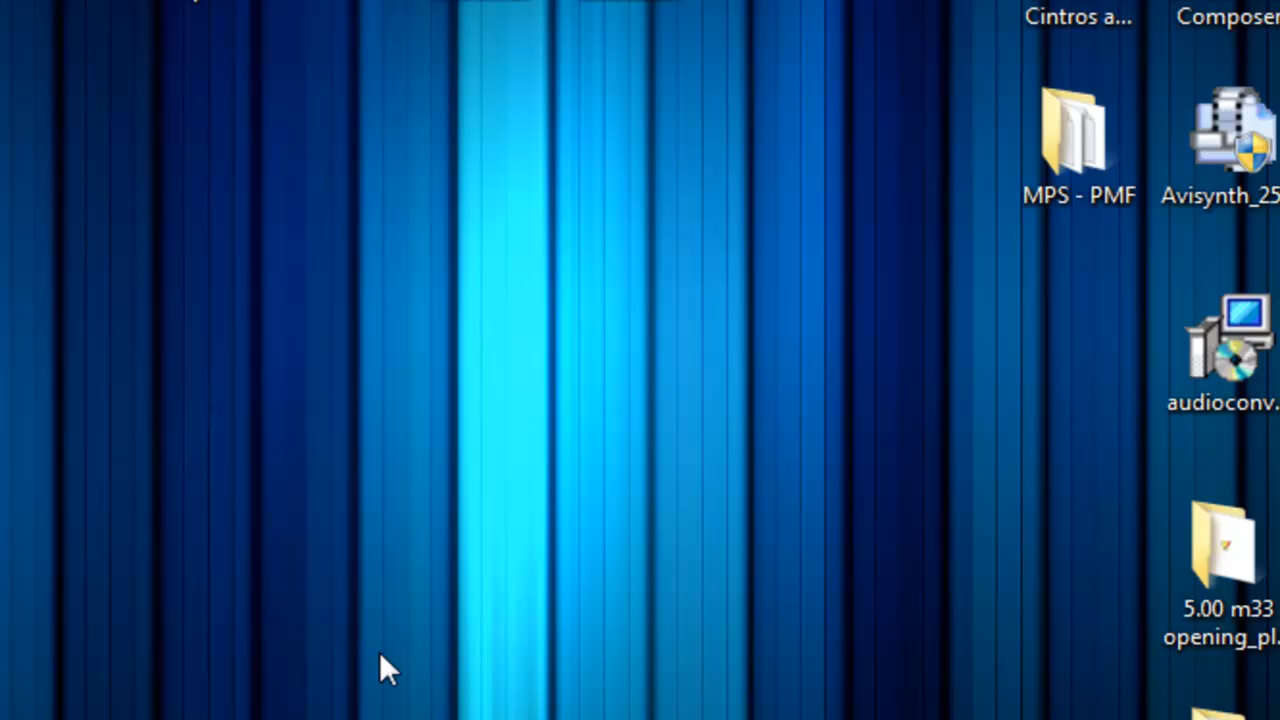 Cintros a...
Composer
MPS - PMF
Avisynth_25
audioconv.
5.00 m33
opening_pl.